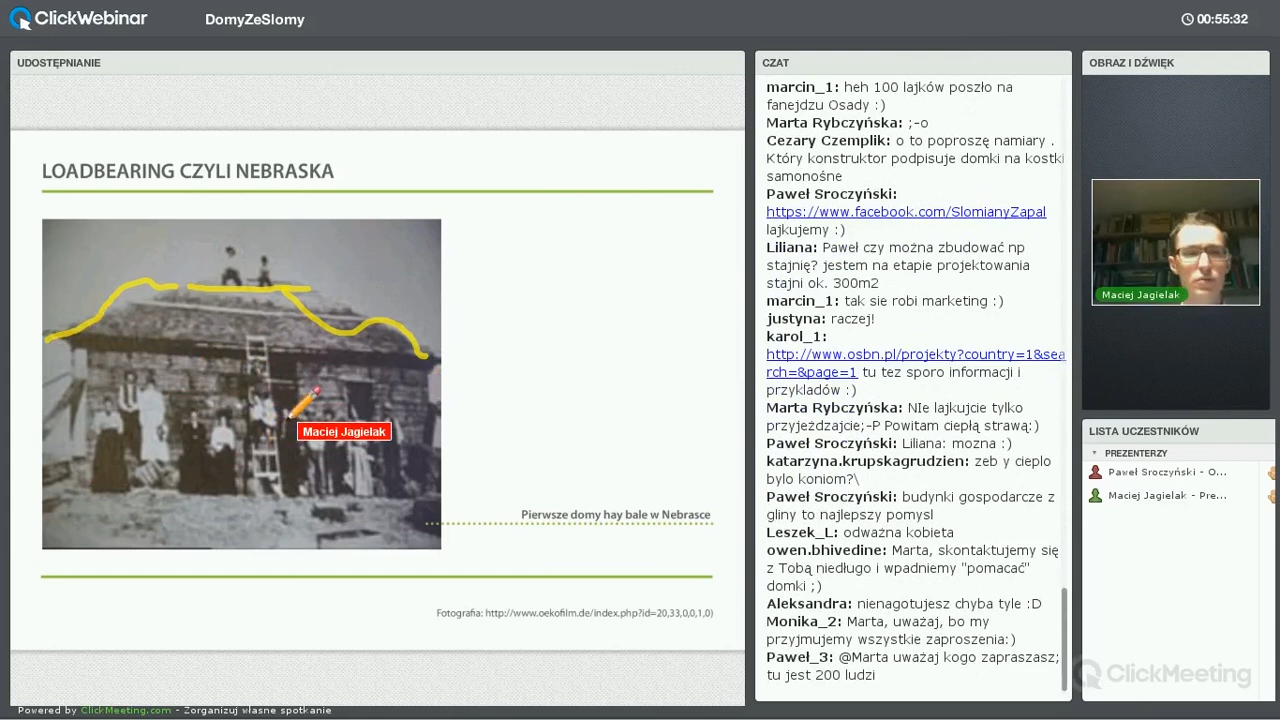 ClickWebinar
DomyZeSlomy
00:55:32
UDOSTĘPNIANIE
LOADBEARING CZYLI NEBRASKA
Maciej Jagielak
Pierwsze domy hay bale w Nebrasce
Fotografia: http://www.oekofilm.de/index.php?id=20,33,0,0,1,0)
CZAT
marcin_1: heh 100 lajków poszło na
fanejdzu Osady :)
Marta Rybczyńska: ;-o
Cezary Czemplik: o to poproszę namiary .
Który konstruktor podpisuje domki na kostki
samonośne
Paweł Sroczyński:
https://www.facebook.com/SlomianyZapal
lajkujemy :)
Liliana: Paweł czy można zbudować np
stajnię? jestem na etapie projektowania
stajni ok. 300m2
marcin_1: tak sie robi marketing :)
justyna: raczej!
karol_1:
http://www.osbn.pl/projekty?country=1&sea
rch=&page=1 tu tez sporo informacji i
przykladów :)
Marta Rybczyńska: NIe lajkujcie tylko
przyjeżdzajcie;-P Powitam ciepłą strawą:)
Paweł Sroczyński: Liliana: mozna :)
katarzyna.krupskagrudzien: zeb y cieplo
bylo koniom?\
Paweł Sroczyński: budynki gospodarcze z
gliny to najlepszy pomysl
Leszek_L: odważna kobieta
owen.bhivedine: Marta, skontaktujemy się
z Tobą niedługo i wpadniemy "pomacać"
domki ;)
Aleksandra: nienagotujesz chyba tyle :D
Monika_2: Marta, uważaj, bo my
przyjmujemy wszystkie zaproszenia:)
Paweł_3: @Marta uważaj kogo zapraszasz;
tu jest 200 ludzi
OBRAZ I DŹWIĘK
Maciej Jagielak
LISTA UCZESTNIKÓW
PREZENTERZY
Paweł Sroczyński - O...
Maciej Jagielak - Pre...
ClickMeeting
Powered by ClickMeeting.com - Zorganizuj własne spotkanie